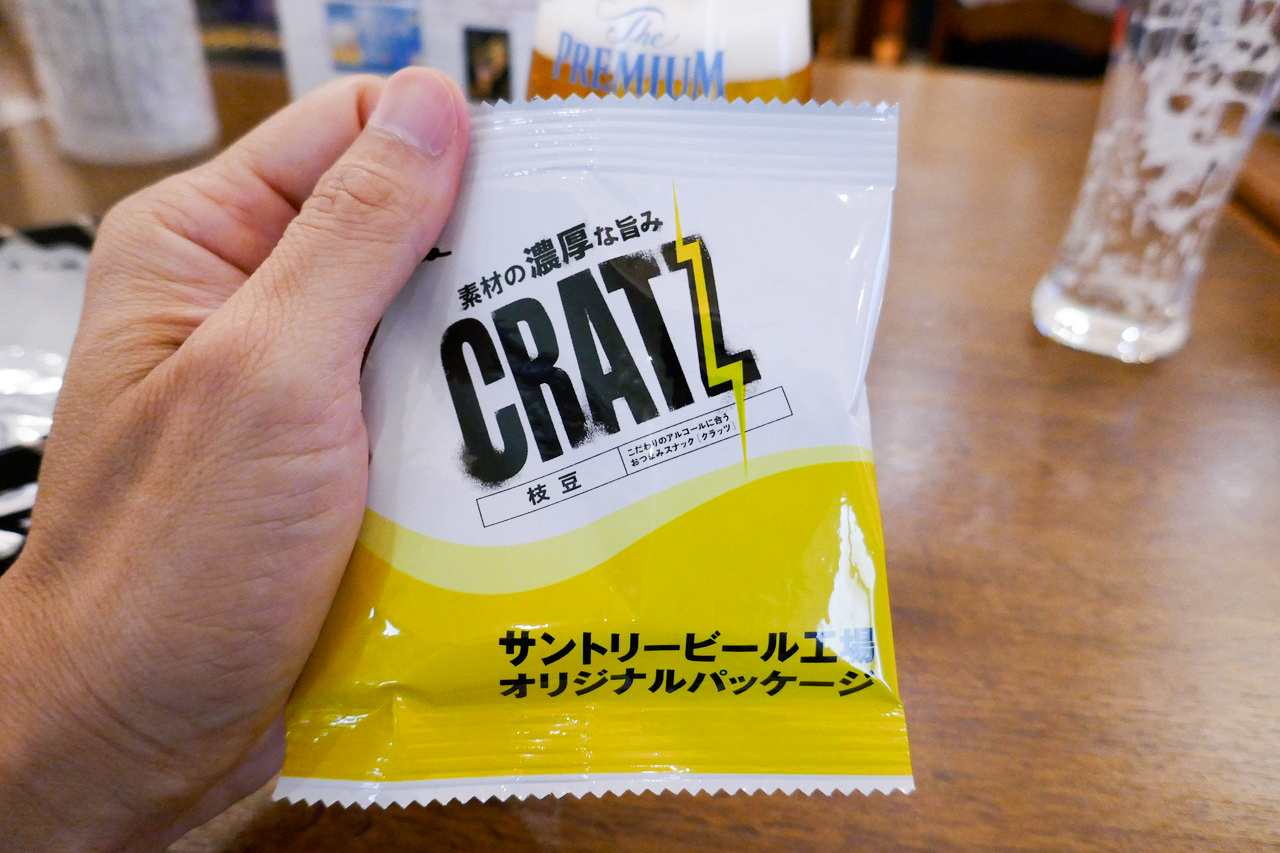 The
PREMIUM
素材の濃厚な旨み
CRATZ
枝豆
こだわりのアルコールに合う
おつまみスナック［クラッツ］
サントリービール工場
オリジナルパッケージ